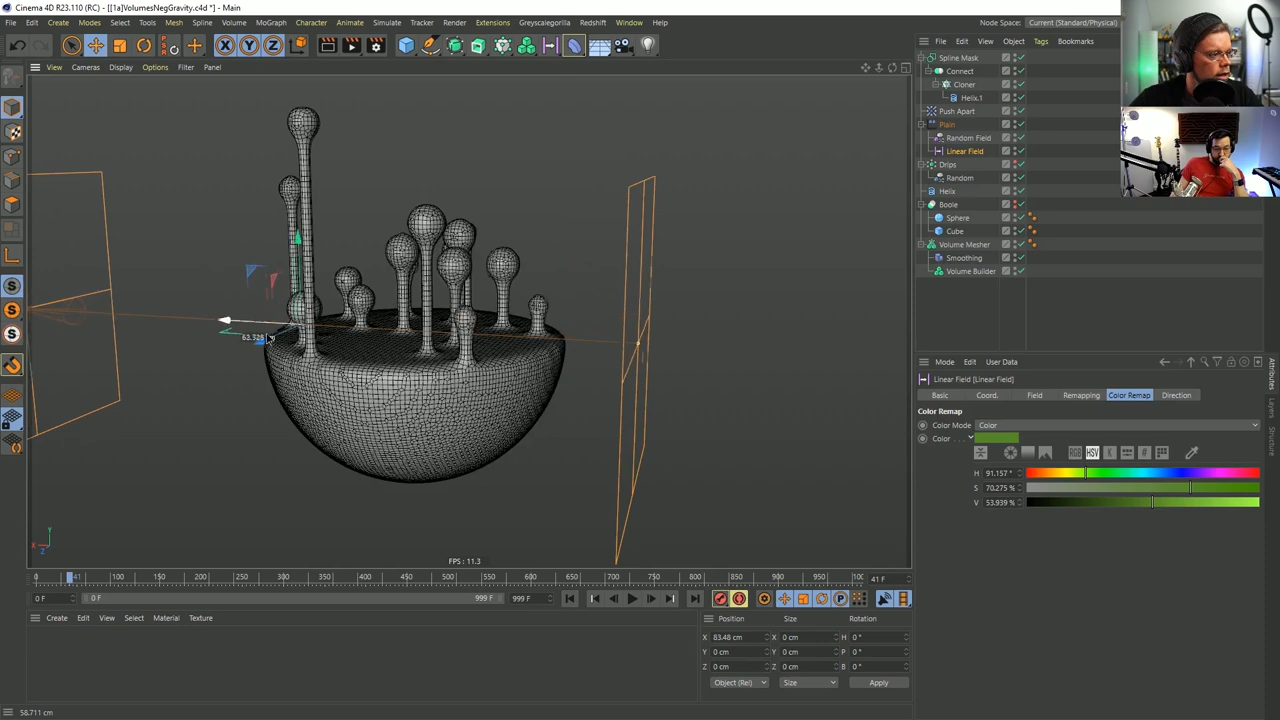 Cinema 4D R23.110 (RC) - [[1a]VolumesNegGravity.c4d *] - Main
File Edit Create Modes Select Tools Mesh Spline Volume MoGraph Character Animate Simulate Tracker Render Extensions Greyscalegorilla Redshift Window Help
Node Space: Current (Standard/Physical)
X Y Z
File Edit View Object Tags Bookmarks
View Cameras Display Options Filter Panel
Spline Mask
Connect
Cloner
Helix.1
Push Apart
Plain
Random Field
Linear Field
Drips
Random
Helix
Boole
Sphere
Cube
Volume Mesher
Smoothing
Volume Builder
Mode Edit User Data
Linear Field [Linear Field]
Basic Coord. Field Remapping Color Remap Direction
Color Remap
Color Mode Color
Color . . .
RGB HSV K #
H 91.157 °
S 70.275 %
V 53.939 %
Attributes
Layers
Structure
Y
X
Z
FPS : 11.3
0 41 100 150 200 250 300 350 400 450 500 550 600 650 700 750 800 850 900 950 100
41 F
0 F 0 F 999 F 999 F
Create Edit View Select Material Texture
Position Size Rotation
X 83.48 cm X 0 cm H 0 °
Y 0 cm Y 0 cm P 0 °
Z 0 cm Z 0 cm B 0 °
Object (Rel) Size Apply
58.711 cm